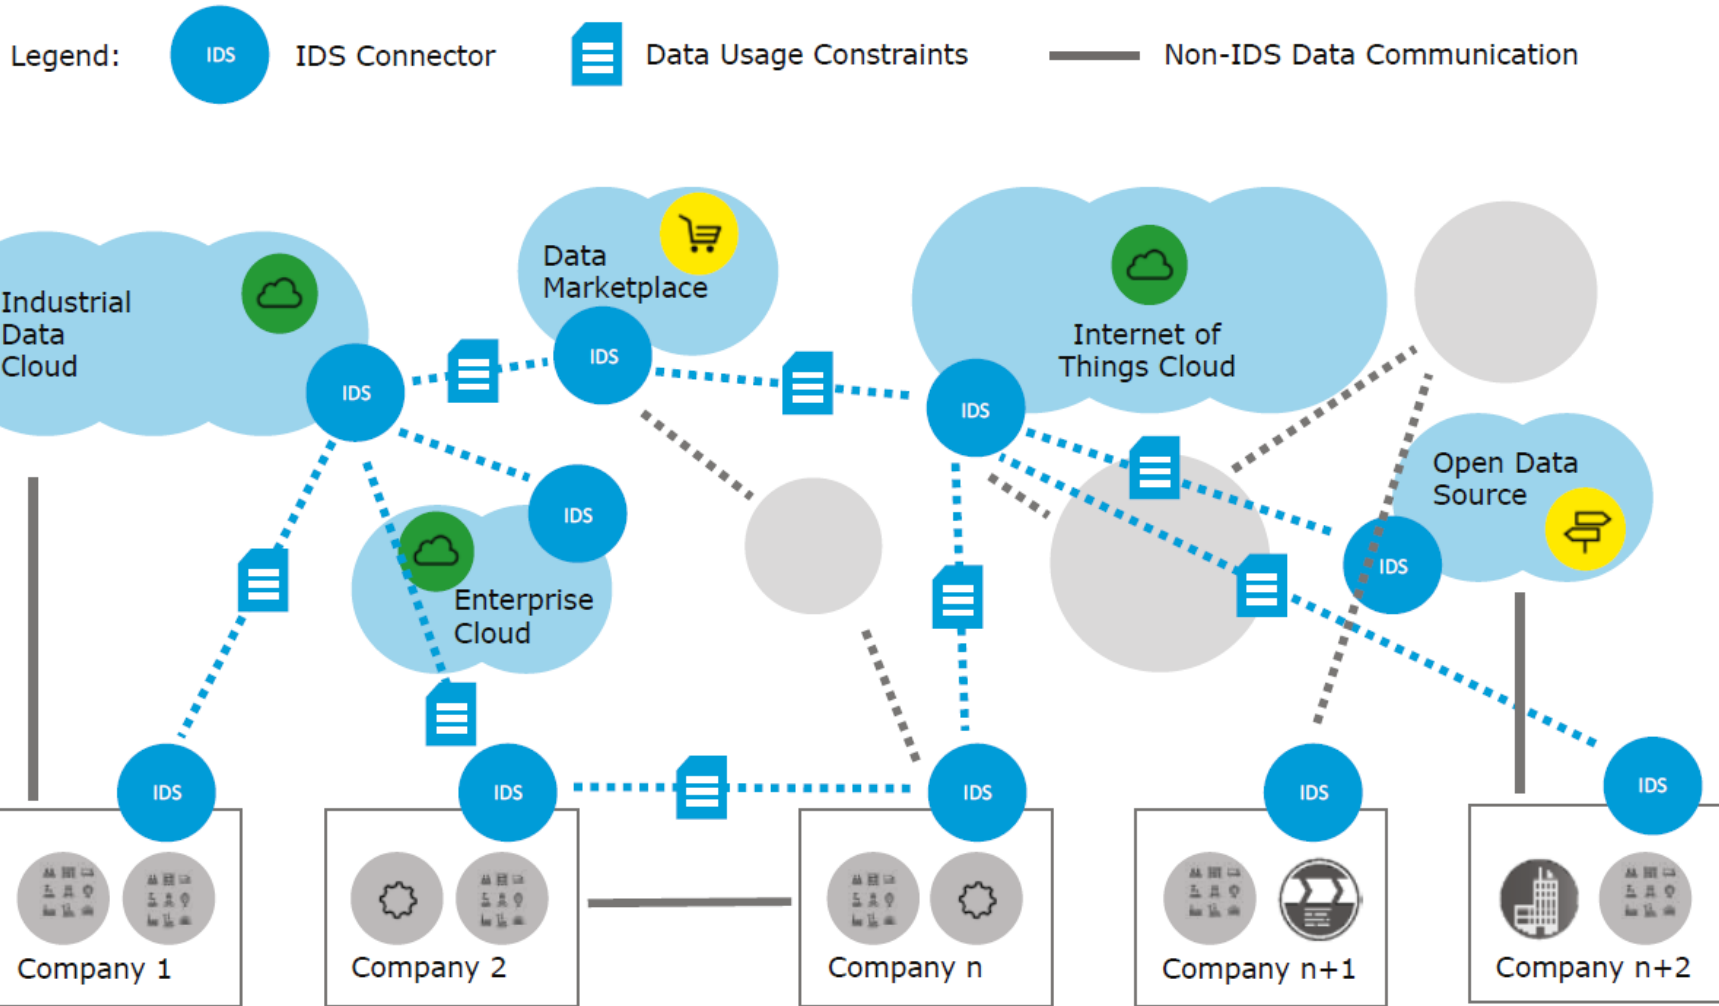 Legend:
IDS
IDS Connector
Data Usage Constraints
Non-IDS Data Communication
Industrial
Data
Cloud
IDS
Data
Marketplace
IDS
Internet of
Things Cloud
IDS
Enterprise
Cloud
IDS
Open Data
Source
IDS
IDS
IDS
IDS
IDS
IDS
Company 1
Company 2
Company n
Company n+1
Company n+2